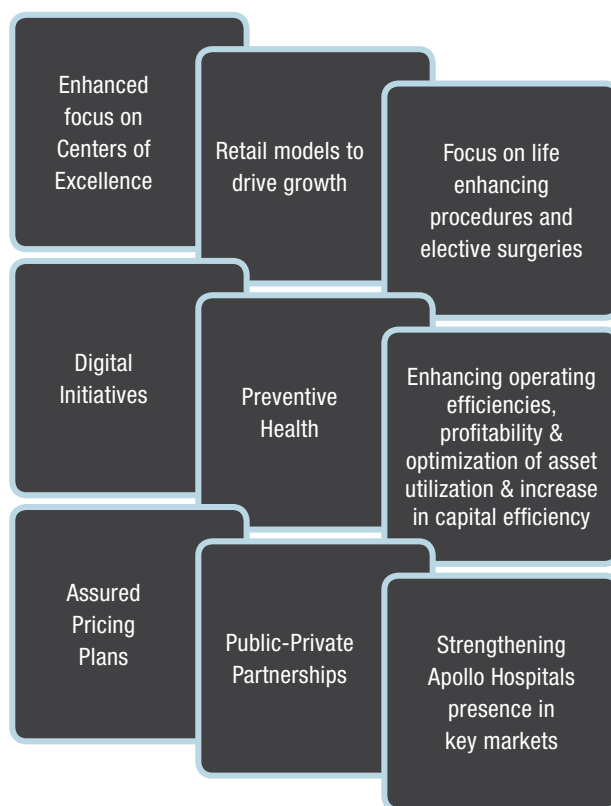 Enhanced
focus on
Centers of
Excellence
Retail models to
drive growth
Focus on life
enhancing
procedures and
elective surgeries
Digital
Initiatives
Preventive
Health
Enhancing operating
efficiencies,
profitability &
optimization of asset
utilization & increase
in capital efficiency
Assured
Pricing
Plans
Public-Private
Partnerships
Strengthening
Apollo Hospitals
presence in
key markets